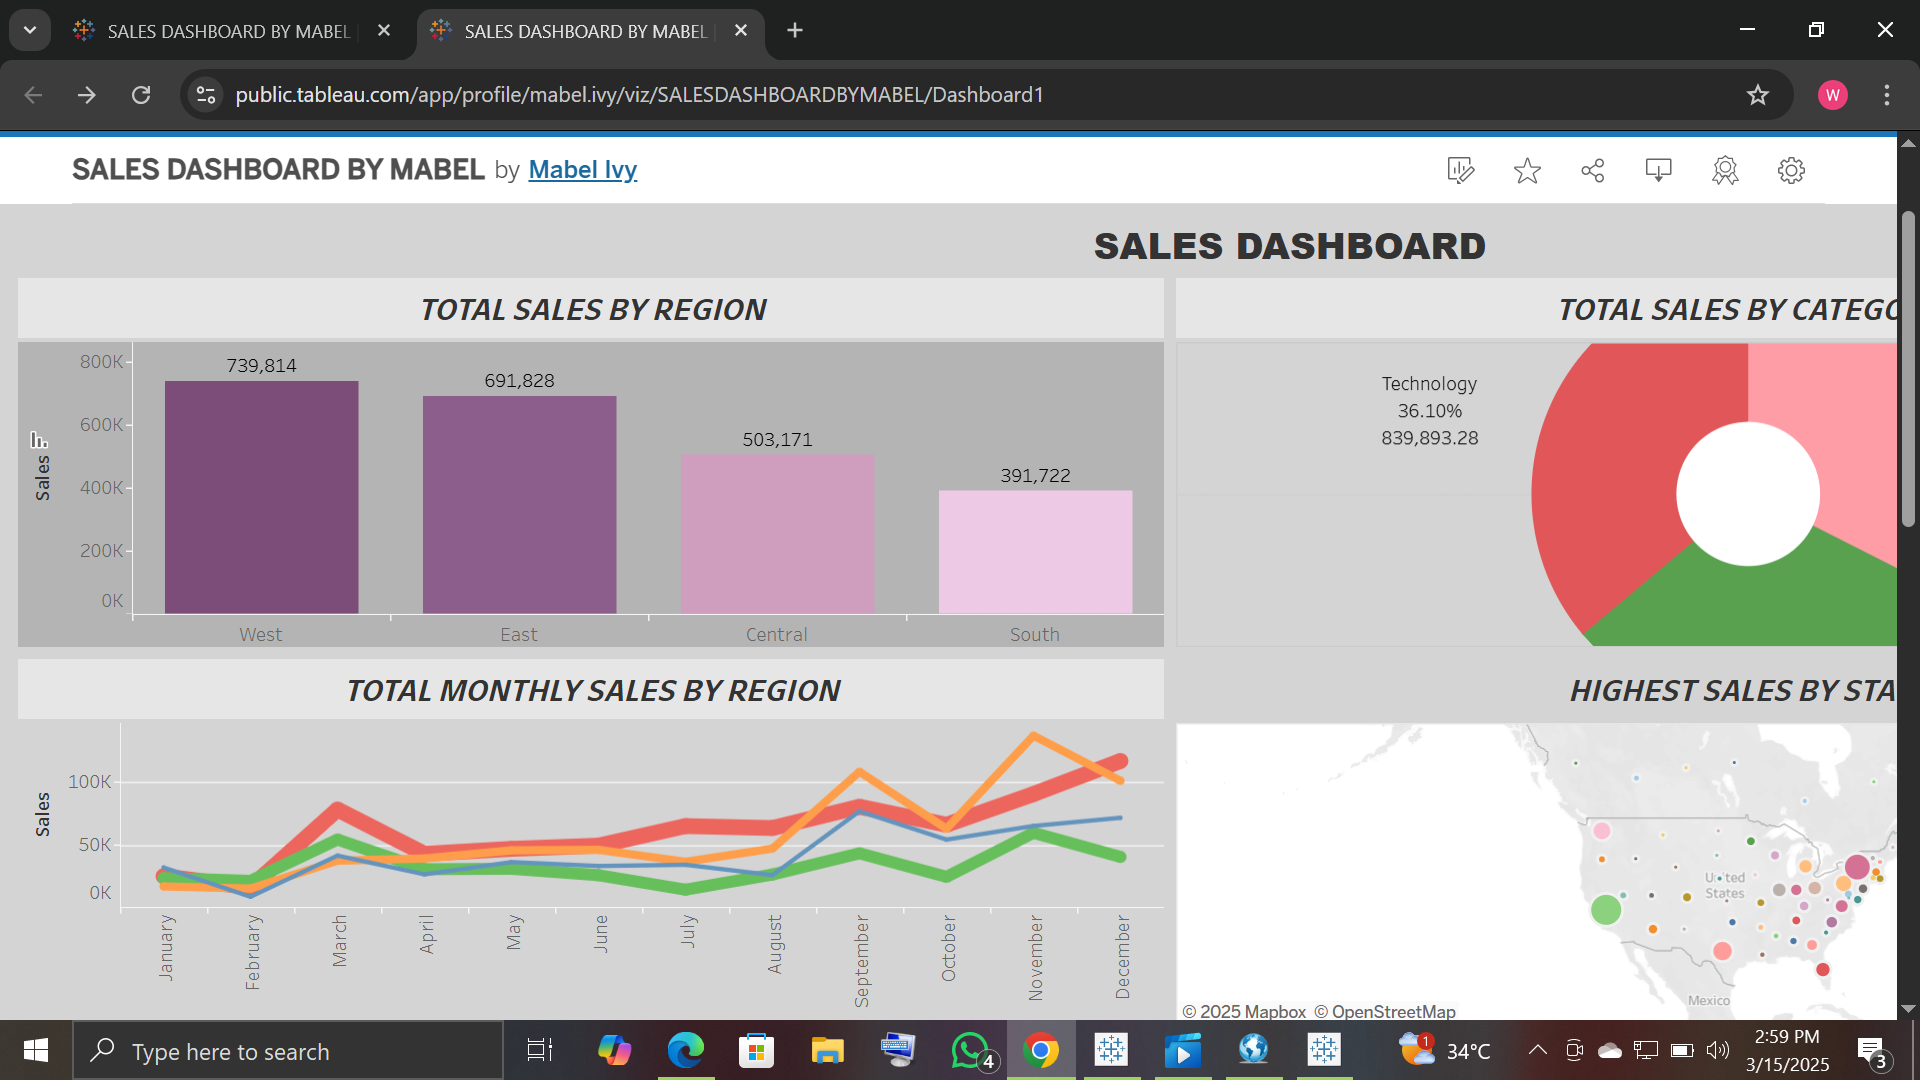 SALES DASHBOARD BY MABEL
SALES DASHBOARD BY MABEL
public.tableau.com/app/profile/mabel.ivy/viz/SALESDASHBOARDBYMABEL/Dashboard1
W
SALES DASHBOARD BY MABEL by Mabel Ivy
SALES DASHBOARD
TOTAL SALES BY REGION
800K
600K
400K
200K
0K
Sales
739,814
691,828
503,171
391,722
West
East
Central
South
TOTAL SALES BY CATEGO
Technology
36.10%
839,893.28
TOTAL MONTHLY SALES BY REGION
100K
50K
0K
Sales
January
February
March
April
May
June
July
August
September
October
November
December
HIGHEST SALES BY STA
United
States
Mexico
© 2025 Mapbox © OpenStreetMap
Type here to search
4
1
34°C
2:59 PM
3/15/2025
3